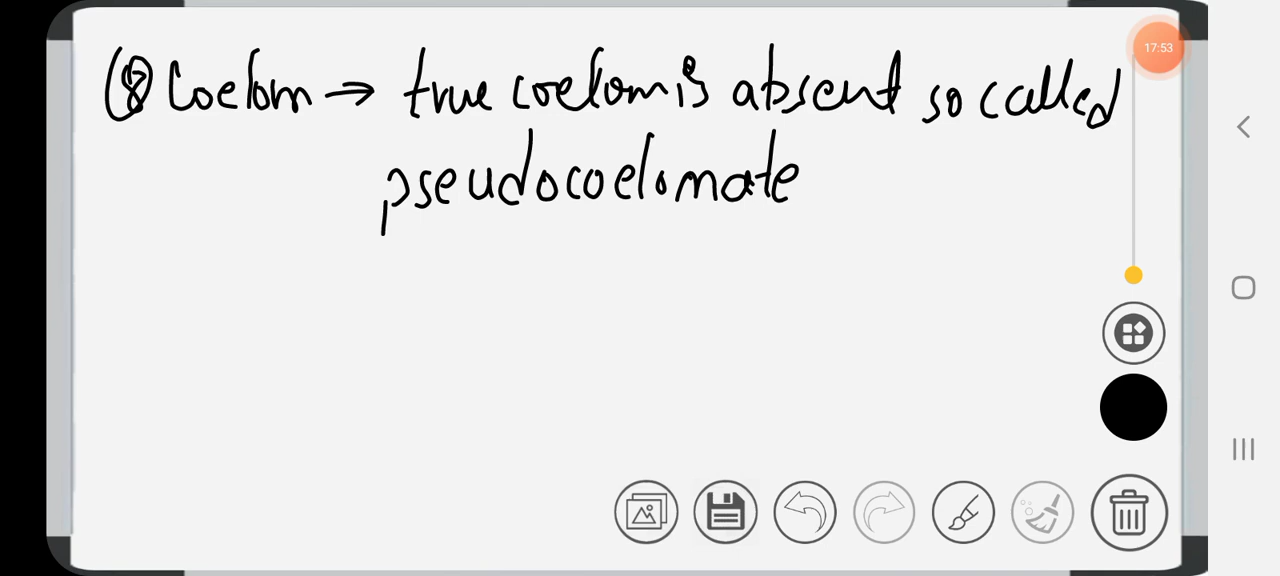 (8) Coelom → true coelom is absent so called
pseudocoelomate
17:53